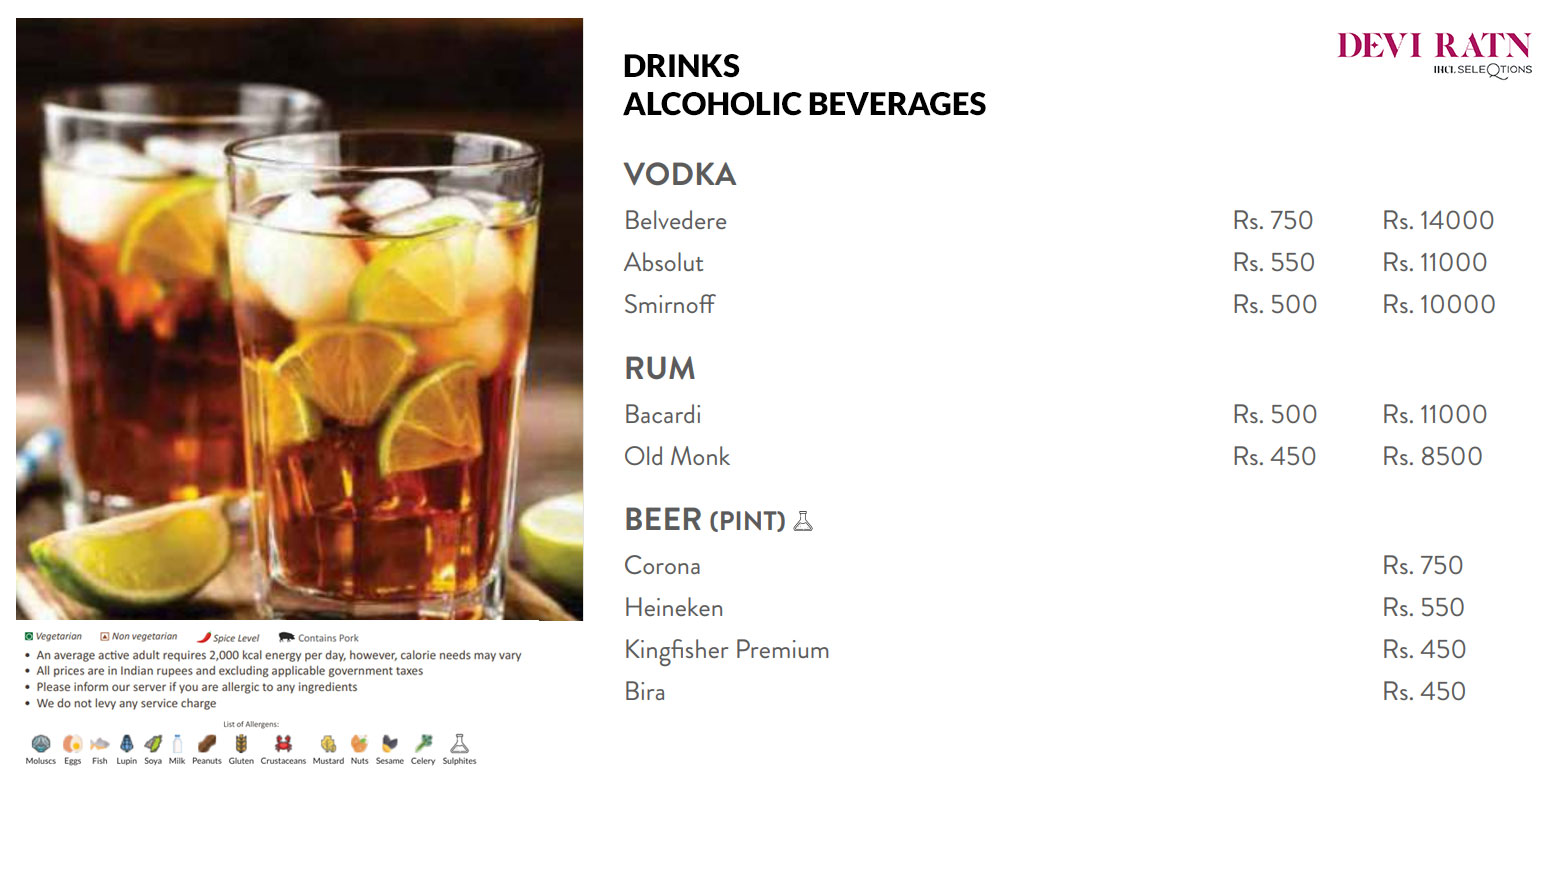 DEVI RATN
IHCL SELEQTIONS
DRINKS
ALCOHOLIC BEVERAGES
VODKA
Belvedere Rs. 750 Rs. 14000
Absolut Rs. 550 Rs. 11000
Smirnoff Rs. 500 Rs. 10000
RUM
Bacardi Rs. 500 Rs. 11000
Old Monk Rs. 450 Rs. 8500
BEER (PINT)
Corona Rs. 750
Heineken Rs. 550
Kingfisher Premium Rs. 450
Bira Rs. 450
Vegetarian Non vegetarian Spice Level Contains Pork
• An average active adult requires 2,000 kcal energy per day, however, calorie needs may vary
• All prices are in Indian rupees and excluding applicable government taxes
• Please inform our server if you are allergic to any ingredients
• We do not levy any service charge
List of Allergens:
Moluscs Eggs Fish Lupin Soya Milk Peanuts Gluten Crustaceans Mustard Nuts Sesame Celery Sulphites